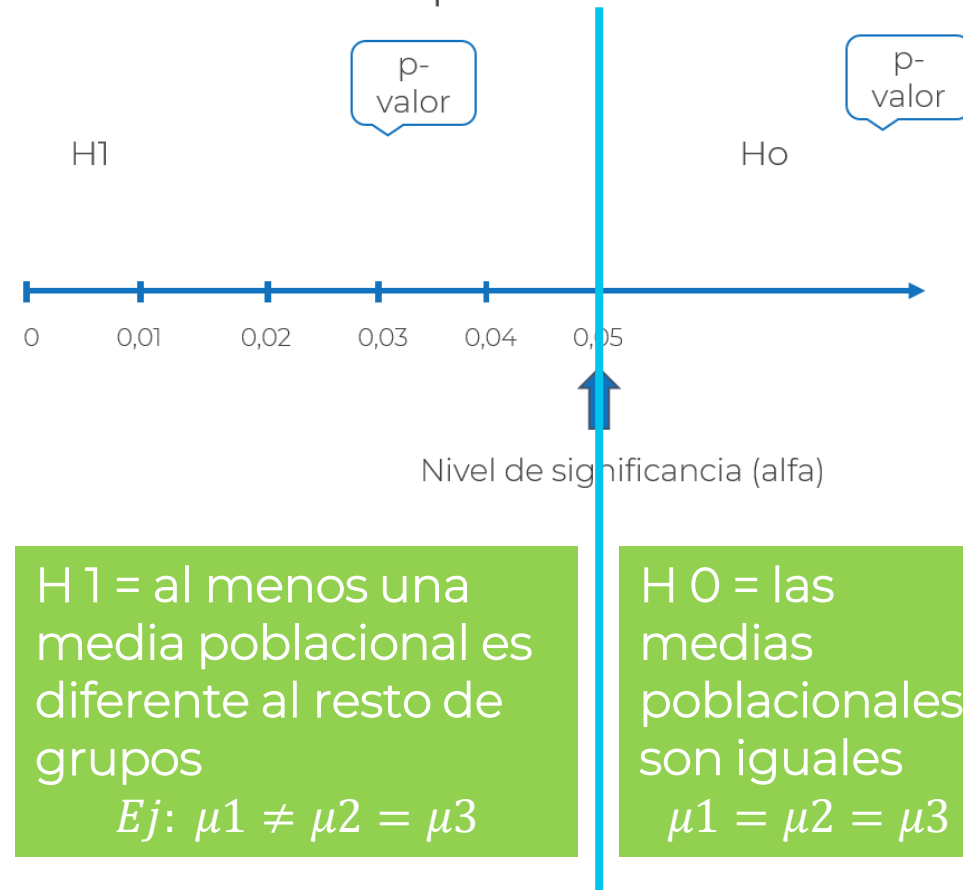 p-
valor
p-
valor
H1
Ho
0 0,01 0,02 0,03 0,04 0,05
Nivel de significancia (alfa)
H 1 = al menos una
media poblacional es
diferente al resto de
grupos
Ej: μ1 ≠ μ2 = μ3
H 0 = las
medias
poblacionales
son iguales
μ1 = μ2 = μ3